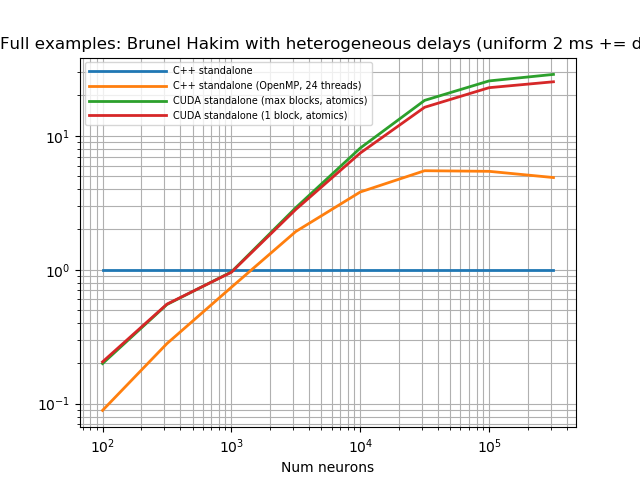 Full examples: Brunel Hakim with heterogeneous delays (uniform 2 ms += d
C++ standalone
C++ standalone (OpenMP, 24 threads)
CUDA standalone (max blocks, atomics)
CUDA standalone (1 block, atomics)
10¹
10⁰
10⁻¹
10² 10³ 10⁴ 10⁵
Num neurons